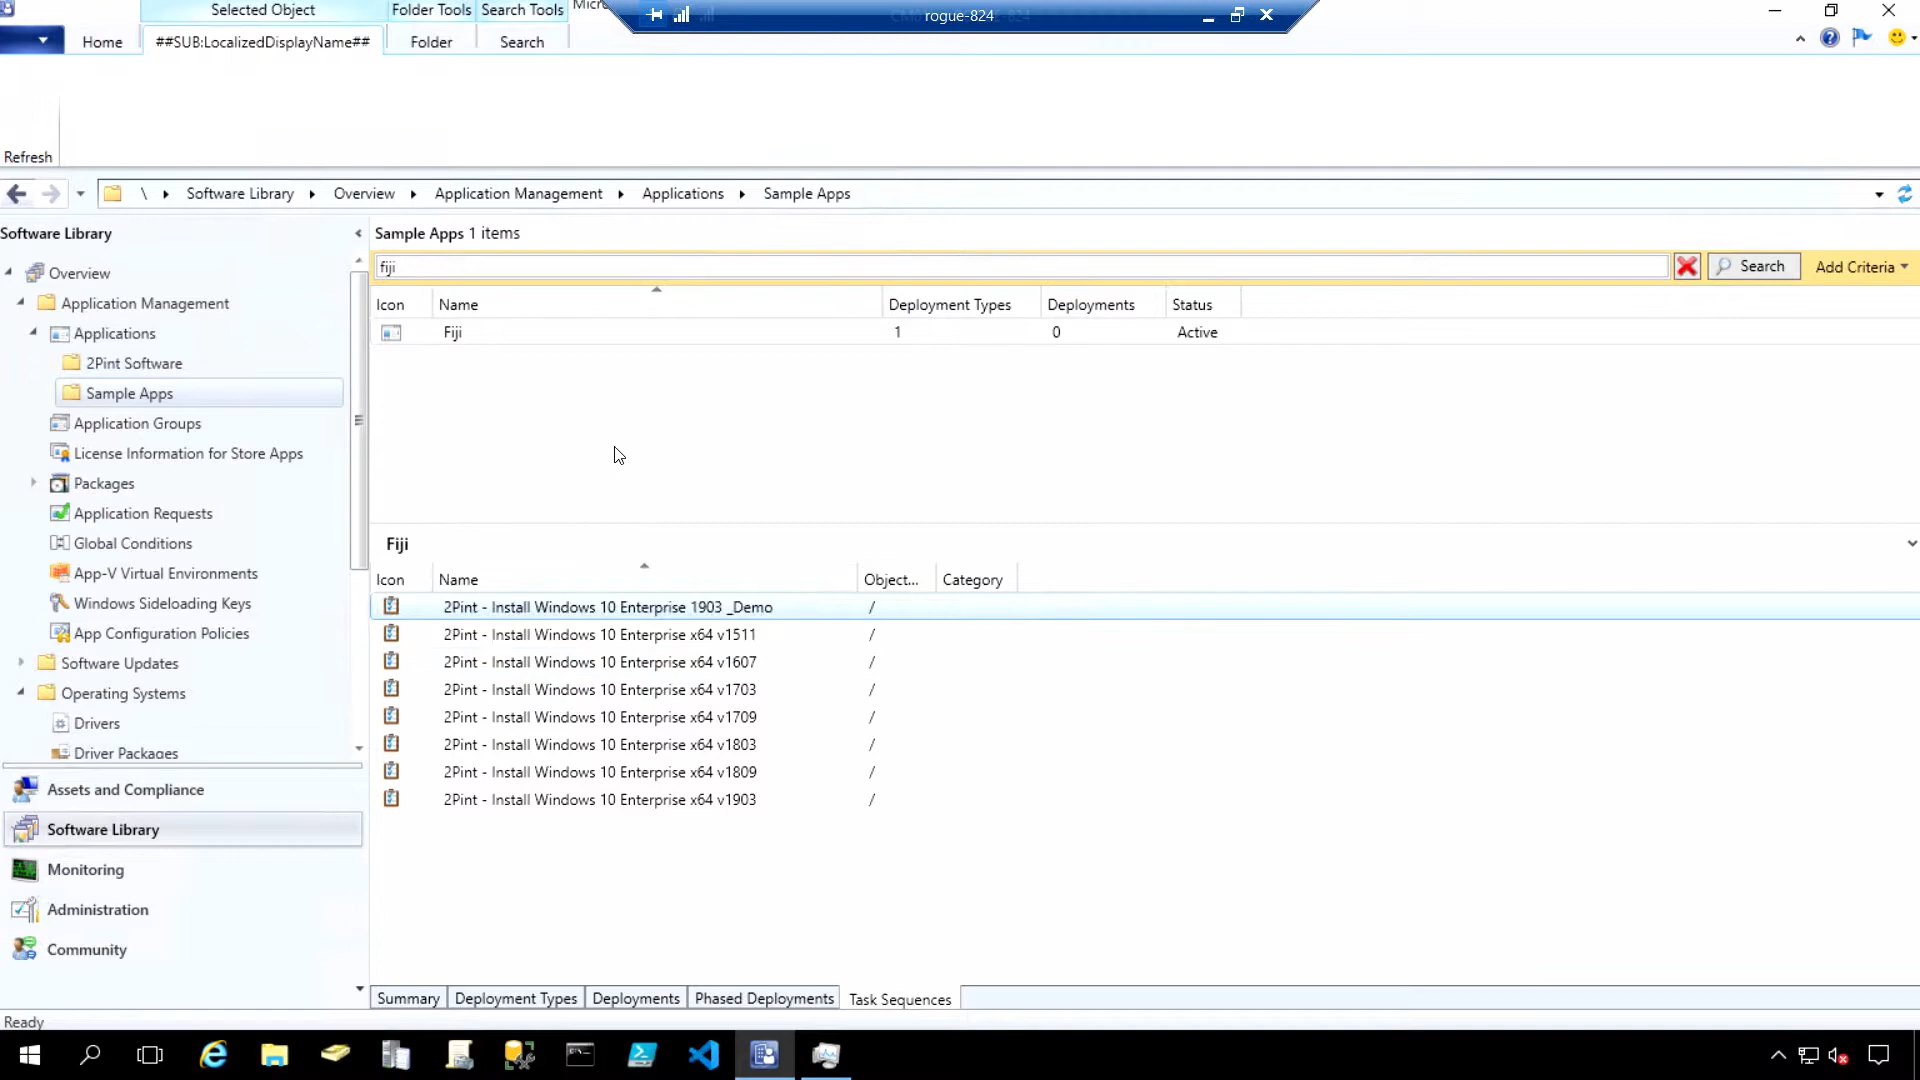 Selected Object Folder Tools Search Tools Micro rogue-824
Home ##SUB:LocalizedDisplayName## Folder Search
Refresh
\ Software Library Overview Application Management Applications Sample Apps
Software Library
Overview
Application Management
Applications
2Pint Software
Sample Apps
Application Groups
License Information for Store Apps
Packages
Application Requests
Global Conditions
App-V Virtual Environments
Windows Sideloading Keys
App Configuration Policies
Software Updates
Operating Systems
Drivers
Driver Packages
Assets and Compliance
Software Library
Monitoring
Administration
Community
Sample Apps 1 items
fiji Search Add Criteria
Icon Name Deployment Types Deployments Status
Fiji 1 0 Active
Fiji
Icon Name Object... Category
2Pint - Install Windows 10 Enterprise 1903 _Demo /
2Pint - Install Windows 10 Enterprise x64 v1511 /
2Pint - Install Windows 10 Enterprise x64 v1607 /
2Pint - Install Windows 10 Enterprise x64 v1703 /
2Pint - Install Windows 10 Enterprise x64 v1709 /
2Pint - Install Windows 10 Enterprise x64 v1803 /
2Pint - Install Windows 10 Enterprise x64 v1809 /
2Pint - Install Windows 10 Enterprise x64 v1903 /
Summary Deployment Types Deployments Phased Deployments Task Sequences
Ready